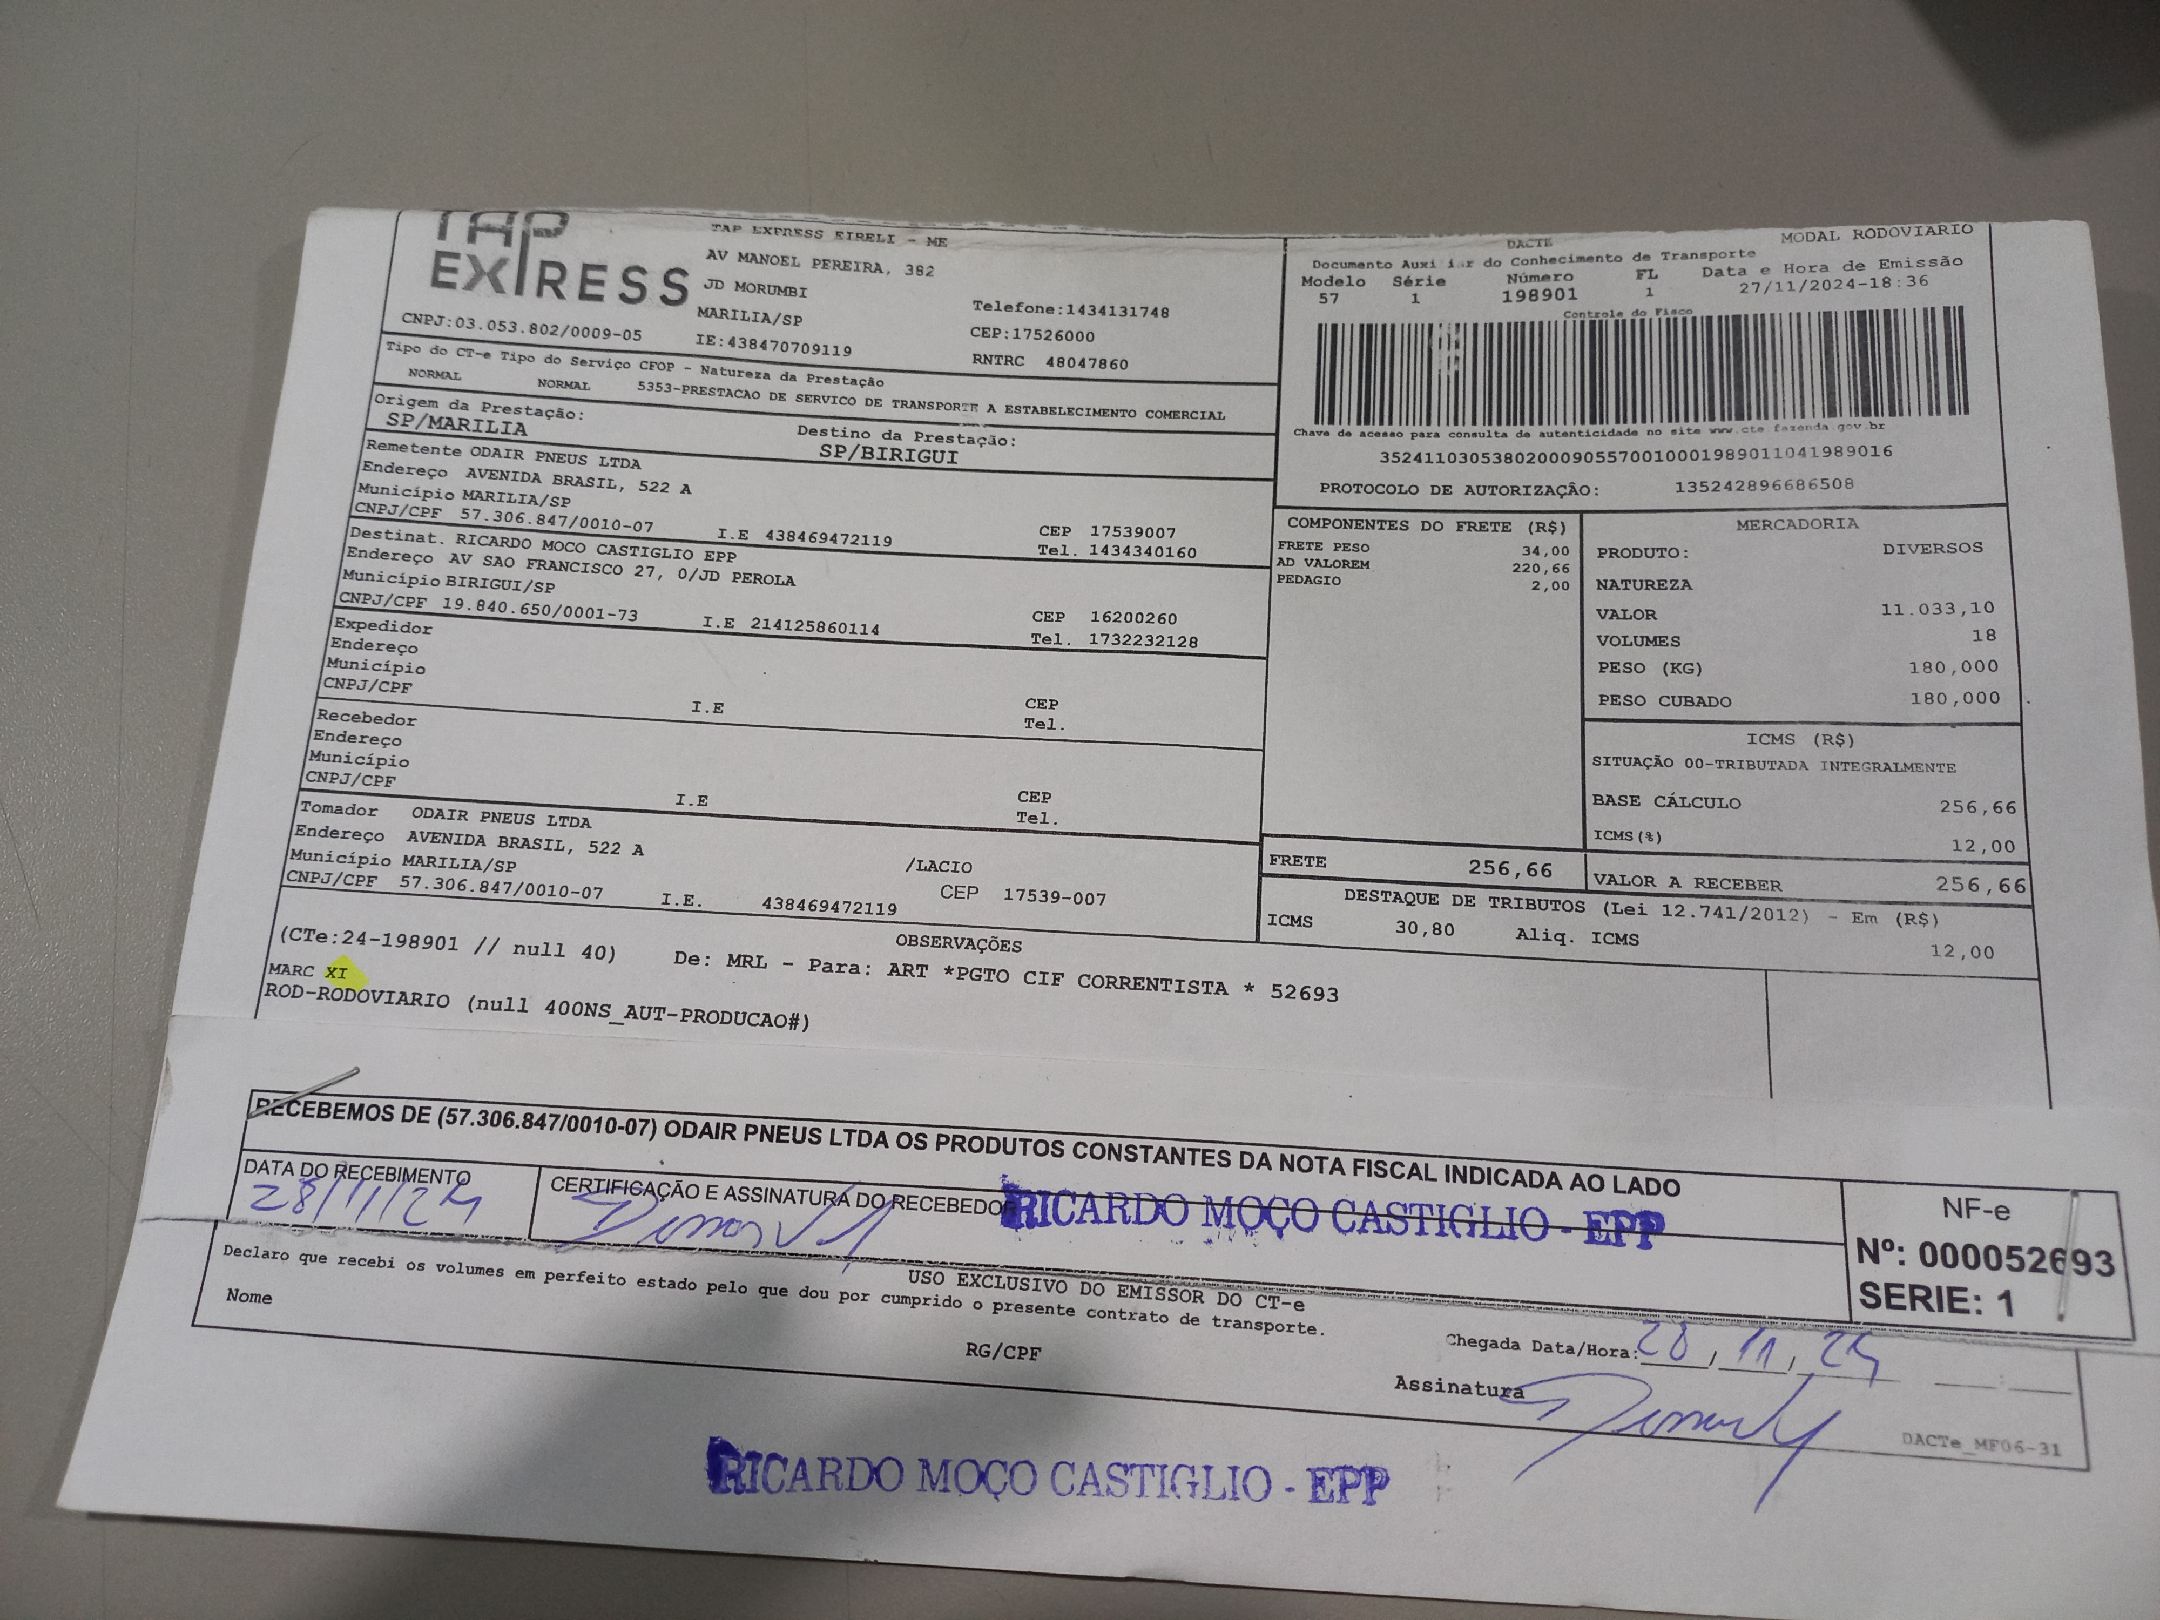 TAP
EXPRESS
TAP EXPRESS EIRELI - ME
AV MANOEL PEREIRA, 382
JD MORUMBI
MARILIA/SP
Telefone:1434131748
CEP:17526000
CNPJ:03.053.802/0009-05
IE:438470709119
RNTRC 48047860
DACTE
MODAL RODOVIARIO
Documento Auxiliar do Conhecimento de Transporte
Modelo Série Número FL Data e Hora de Emissão
57 1 198901 1 27/11/2024-18:36
Controle do Fisco
Chave de acesso para consulta de autenticidade no site www.cte.fazenda.gov.br
35241103053802000905570010001989011041989016
PROTOCOLO DE AUTORIZAÇÃO: 135242896686508
Tipo do CT-e Tipo do Serviço CFOP - Natureza da Prestação
NORMAL NORMAL 5353-PRESTACAO DE SERVICO DE TRANSPORTE A ESTABELECIMENTO COMERCIAL
Origem da Prestação: Destino da Prestação:
SP/MARILIA SP/BIRIGUI
Remetente ODAIR PNEUS LTDA
Endereço AVENIDA BRASIL, 522 A
Município MARILIA/SP CEP 17539007
CNPJ/CPF 57.306.847/0010-07 I.E 438469472119 Tel. 1434340160
Destinat. RICARDO MOCO CASTIGLIO EPP
Endereço AV SAO FRANCISCO 27, 0/JD PEROLA
Município BIRIGUI/SP CEP 16200260
CNPJ/CPF 19.840.650/0001-73 I.E 214125860114 Tel. 1732232128
Expedidor
Endereço
Município CEP
CNPJ/CPF I.E Tel.
Recebedor
Endereço
Município CEP
CNPJ/CPF I.E Tel.
Tomador ODAIR PNEUS LTDA
Endereço AVENIDA BRASIL, 522 A /LACIO
Município MARILIA/SP CEP 17539-007
CNPJ/CPF 57.306.847/0010-07 I.E. 438469472119
COMPONENTES DO FRETE (R$)
FRETE PESO 34,00
AD VALOREM 220,66
PEDAGIO 2,00
MERCADORIA
PRODUTO: DIVERSOS
NATUREZA
VALOR 11.033,10
VOLUMES 18
PESO (KG) 180,000
PESO CUBADO 180,000
ICMS (R$)
SITUAÇÃO 00-TRIBUTADA INTEGRALMENTE
BASE CÁLCULO 256,66
ICMS(%) 12,00
FRETE 256,66
VALOR A RECEBER 256,66
DESTAQUE DE TRIBUTOS (Lei 12.741/2012) - Em (R$)
ICMS 30,80 Aliq. ICMS 12,00
OBSERVAÇÕES
(CTe:24-198901 // null 40) De: MRL - Para: ART *PGTO CIF CORRENTISTA * 52693
MARC XI
ROD-RODOVIARIO (null 400NS_AUT-PRODUCAO#)
RECEBEMOS DE (57.306.847/0010-07) ODAIR PNEUS LTDA OS PRODUTOS CONSTANTES DA NOTA FISCAL INDICADA AO LADO
DATA DO RECEBIMENTO
28/11/24
CERTIFICAÇÃO E ASSINATURA DO RECEBEDOR
RICARDO MOÇO CASTIGLIO - EPP
NF-e
Nº: 000052693
SERIE: 1
USO EXCLUSIVO DO EMISSOR DO CT-e
Declaro que recebi os volumes em perfeito estado pelo que dou por cumprido o presente contrato de transporte.
Nome
RG/CPF
Chegada Data/Hora: 28/11/24
Assinatura
DACTe_MF06-31
RICARDO MOÇO CASTIGLIO - EPP